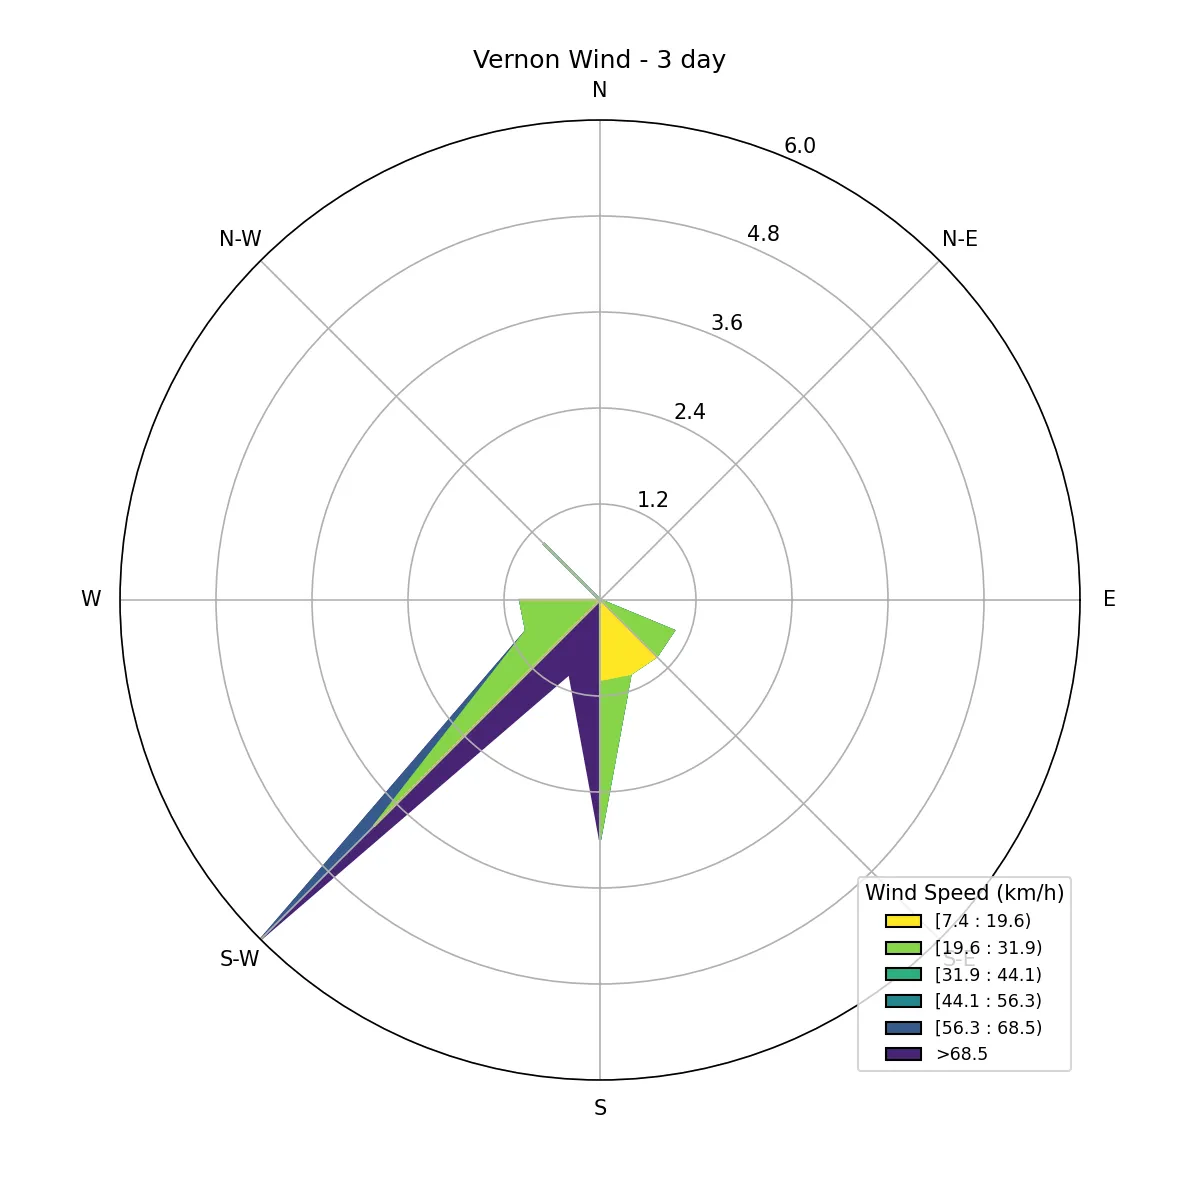 Vernon Wind - 3 day
N
6.0
N-W
4.8
N-E
3.6
2.4
1.2
W
E
S-W
S-E
S
Wind Speed (km/h)
[7.4 : 19.6)
[19.6 : 31.9)
[31.9 : 44.1)
[44.1 : 56.3)
[56.3 : 68.5)
>68.5